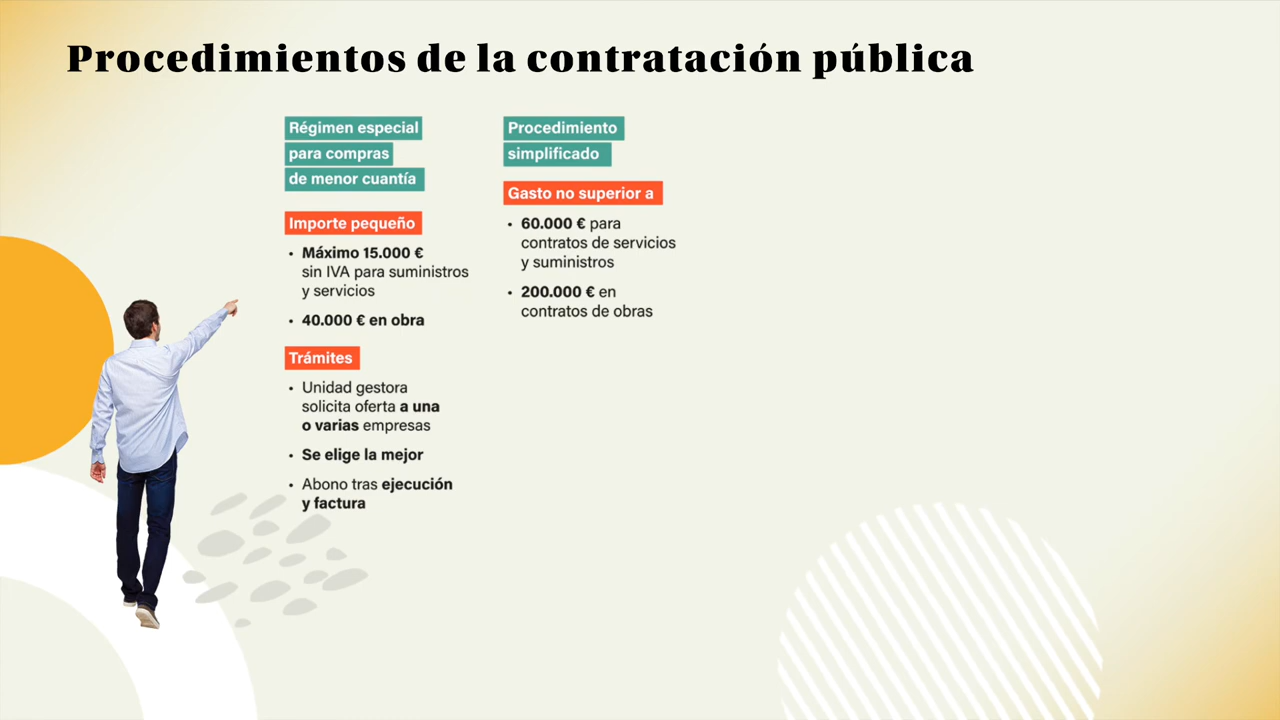 Procedimientos de la contratación pública
Régimen especial
para compras
de menor cuantía
Importe pequeño
• Máximo 15.000 €
sin IVA para suministros
y servicios
• 40.000 € en obra
Trámites
• Unidad gestora
solicita oferta a una
o varias empresas
• Se elige la mejor
• Abono tras ejecución
y factura
Procedimiento
simplificado
Gasto no superior a
• 60.000 € para
contratos de servicios
y suministros
• 200.000 € en
contratos de obras